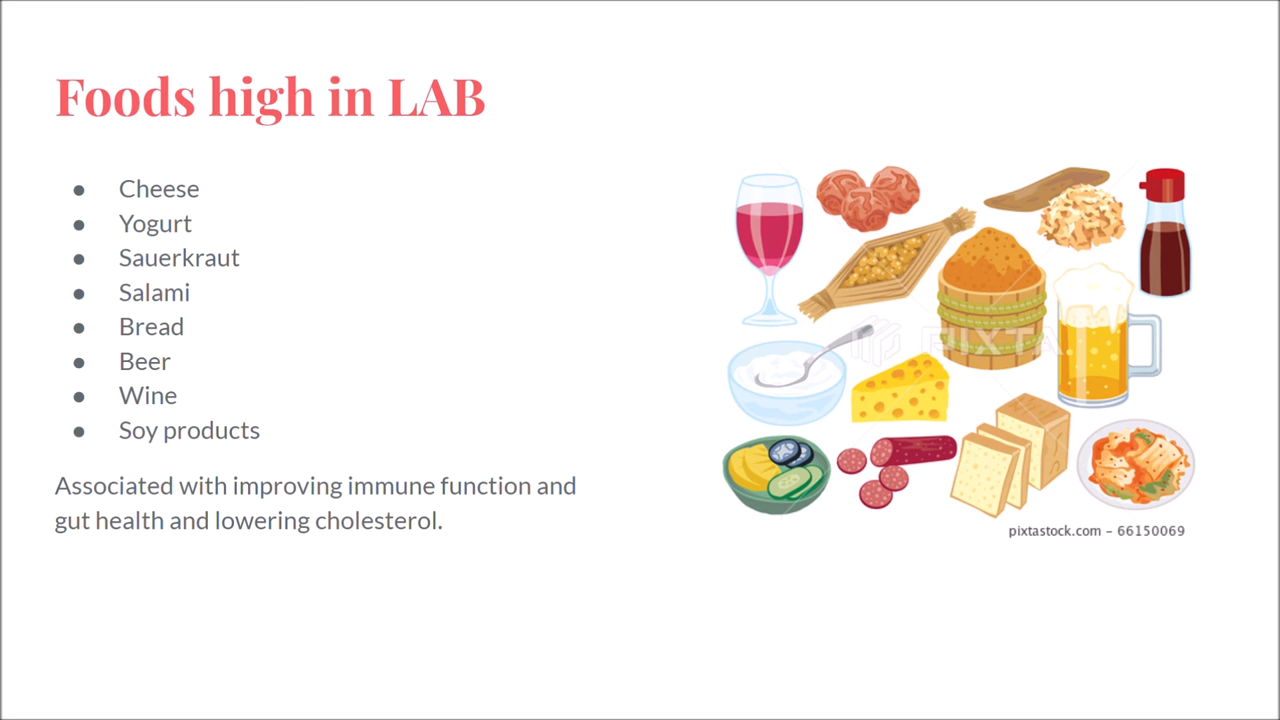 Foods high in LAB
● Cheese
● Yogurt
● Sauerkraut
● Salami
● Bread
● Beer
● Wine
● Soy products
Associated with improving immune function and
gut health and lowering cholesterol.
PIXTA
pixtastock.com – 66150069